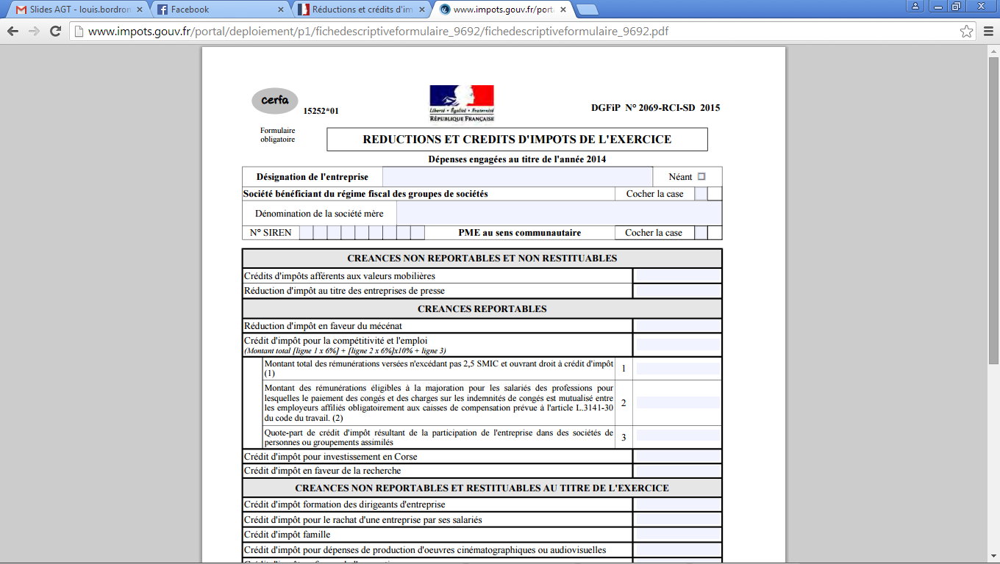 Slides AGT - louis.bordron
Facebook
Réductions et crédits d'im
www.impots.gouv.fr/porta
www.impots.gouv.fr/portal/deploiement/p1/fichedescriptiveformulaire_9692/fichedescriptiveformulaire_9692.pdf
cerfa
15252*01
Liberté • Égalité • Fraternité
RÉPUBLIQUE FRANÇAISE
DGFiP N° 2069-RCI-SD 2015
Formulaire
obligatoire
REDUCTIONS ET CREDITS D'IMPOTS DE L'EXERCICE
Dépenses engagées au titre de l'année 2014
Désignation de l'entreprise
Néant
Société bénéficiant du régime fiscal des groupes de sociétés
Cocher la case
Dénomination de la société mère
N° SIREN
PME au sens communautaire
Cocher la case
CREANCES NON REPORTABLES ET NON RESTITUABLES
Crédits d'impôts afférents aux valeurs mobilières
Réduction d'impôt au titre des entreprises de presse
CREANCES REPORTABLES
Réduction d'impôt en faveur du mécénat
Crédit d'impôt pour la compétitivité et l'emploi
(Montant total [ligne 1 x 6%] + [ligne 2 x 6%]x10% + ligne 3)
Montant total des rémunérations versées n'excédant pas 2,5 SMIC et ouvrant droit à crédit d'impôt
(1)
1
Montant des rémunérations éligibles à la majoration pour les salariés des professions pour
lesquelles le paiement des congés et des charges sur les indemnités de congés est mutualisé entre
les employeurs affiliés obligatoirement aux caisses de compensation prévue à l'article L.3141-30
du code du travail. (2)
2
Quote-part de crédit d'impôt résultant de la participation de l'entreprise dans des sociétés de
personnes ou groupements assimilés
3
Crédit d'impôt pour investissement en Corse
Crédit d'impôt en faveur de la recherche
CREANCES NON REPORTABLES ET RESTITUABLES AU TITRE DE L'EXERCICE
Crédit d'impôt formation des dirigeants d'entreprise
Crédit d'impôt pour le rachat d'une entreprise par ses salariés
Crédit d'impôt famille
Crédit d'impôt pour dépenses de production d'oeuvres cinématographiques ou audiovisuelles